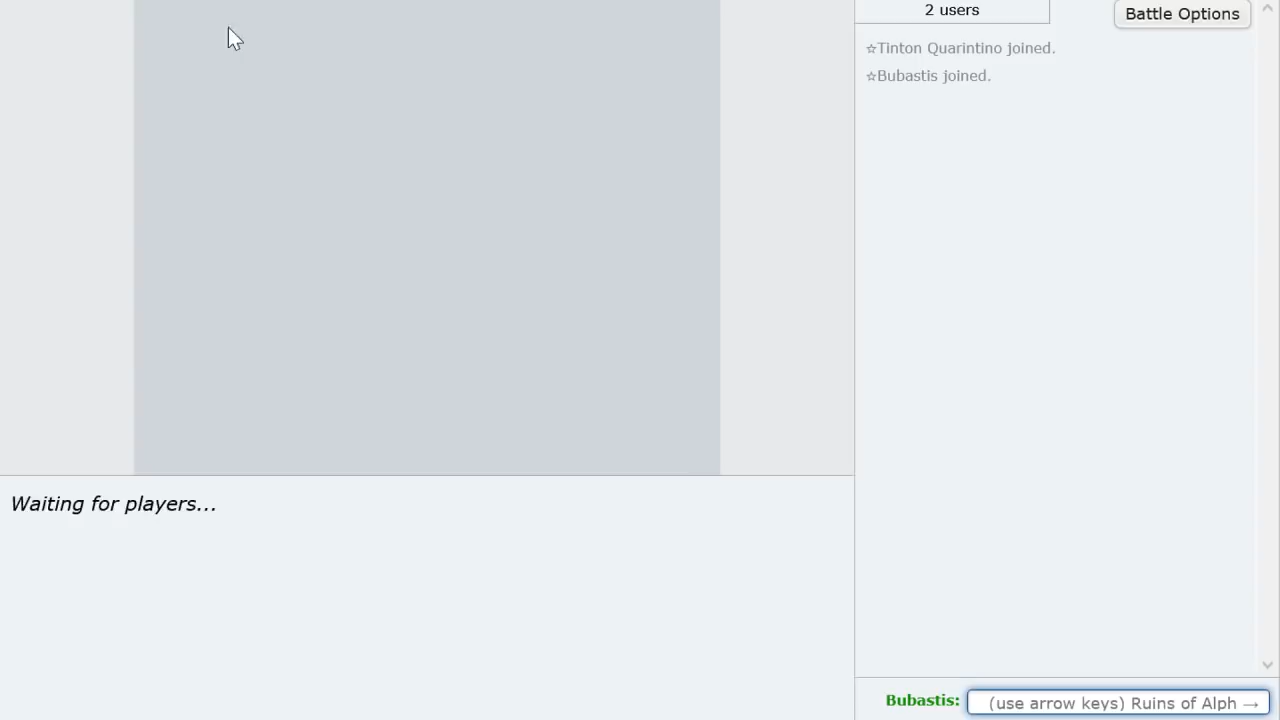 2 users
Battle Options
☆Tinton Quarintino joined.
☆Bubastis joined.
Waiting for players...
Bubastis: (use arrow keys) Ruins of Alph →